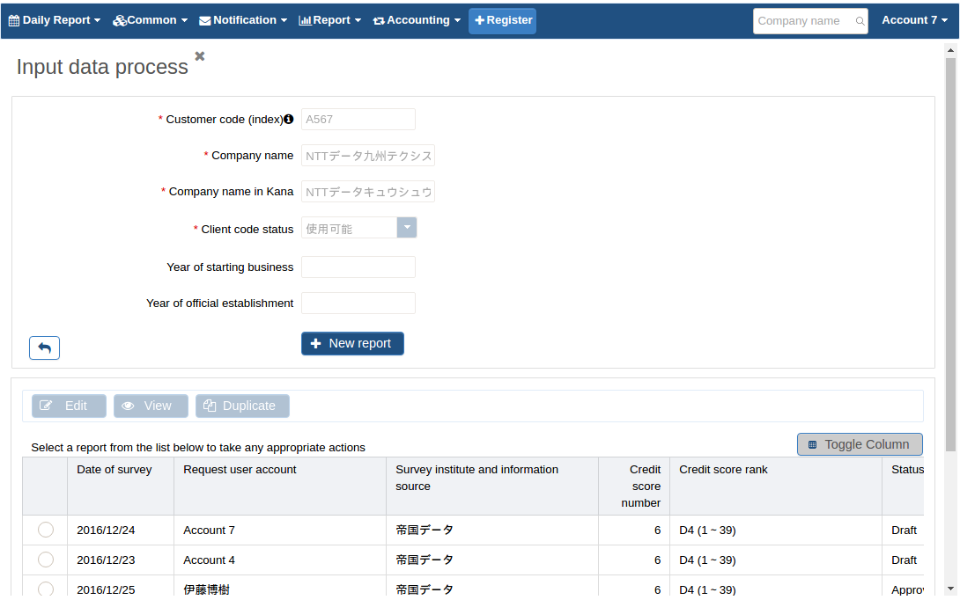 Daily Report Common Notification Report Accounting Register Company name Account 7
Input data process
* Customer code (index) A567
* Company name NTTデータ九州テクシス
* Company name in Kana NTTデータキュウシュウ
* Client code status 使用可能
Year of starting business
Year of official establishment
New report
Edit View Duplicate
Select a report from the list below to take any appropriate actions
Toggle Column
Date of survey Request user account Survey institute and information Credit Credit score rank Status
source score
number
2016/12/24 Account 7 帝国データ 6 D4 (1 ~ 39) Draft
2016/12/23 Account 4 帝国データ 6 D4 (1 ~ 39) Draft
2016/12/25 伊藤博樹 帝国データ 6 D4 (1 ~ 39) Approv